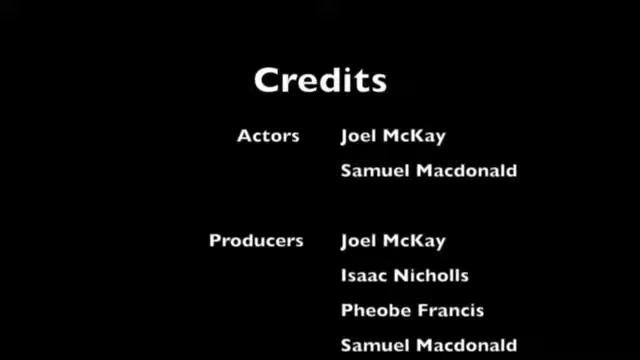 Credits
Actors Joel McKay
Samuel Macdonald
Producers Joel McKay
Isaac Nicholls
Pheobe Francis
Samuel Macdonald